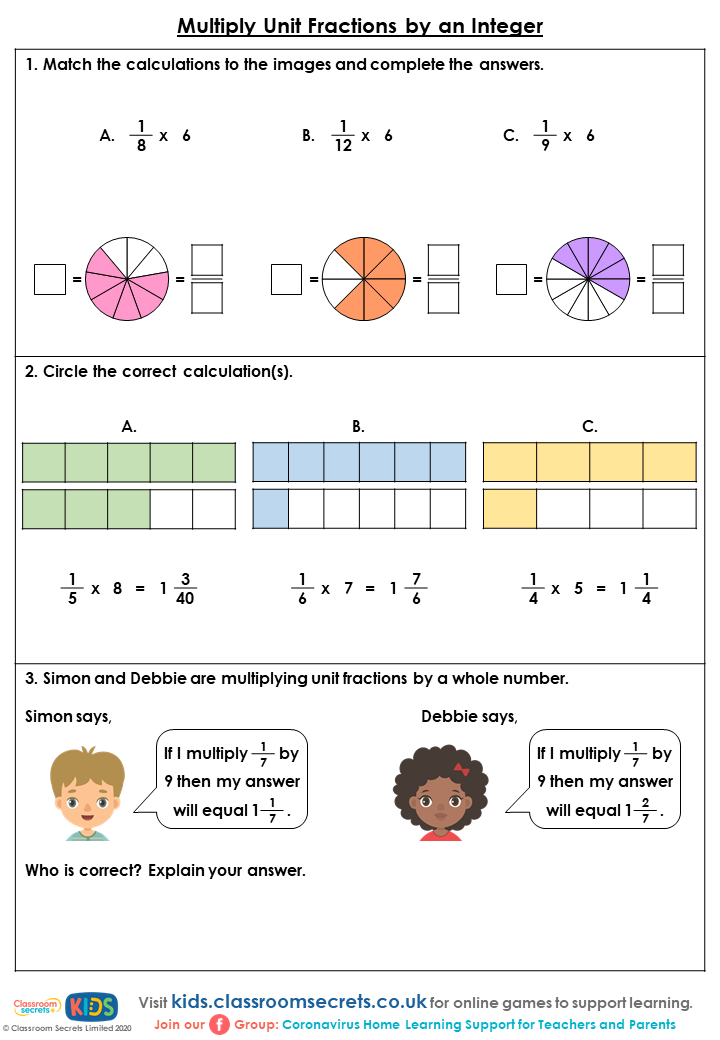 Multiply Unit Fractions by an Integer
1. Match the calculations to the images and complete the answers.
A. 1/8 x 6
B. 1/12 x 6
C. 1/9 x 6
= =
= =
= =
2. Circle the correct calculation(s).
A.
B.
C.
1/5 x 8 = 1 3/40
1/6 x 7 = 1 7/6
1/4 x 5 = 1 1/4
3. Simon and Debbie are multiplying unit fractions by a whole number.
Simon says,
If I multiply 1/7 by
9 then my answer
will equal 1 1/7 .
Debbie says,
If I multiply 1/7 by
9 then my answer
will equal 1 2/7 .
Who is correct? Explain your answer.
Classroom
secrets
KIDS
© Classroom Secrets Limited 2020
Visit kids.classroomsecrets.co.uk for online games to support learning.
Join our f Group: Coronavirus Home Learning Support for Teachers and Parents